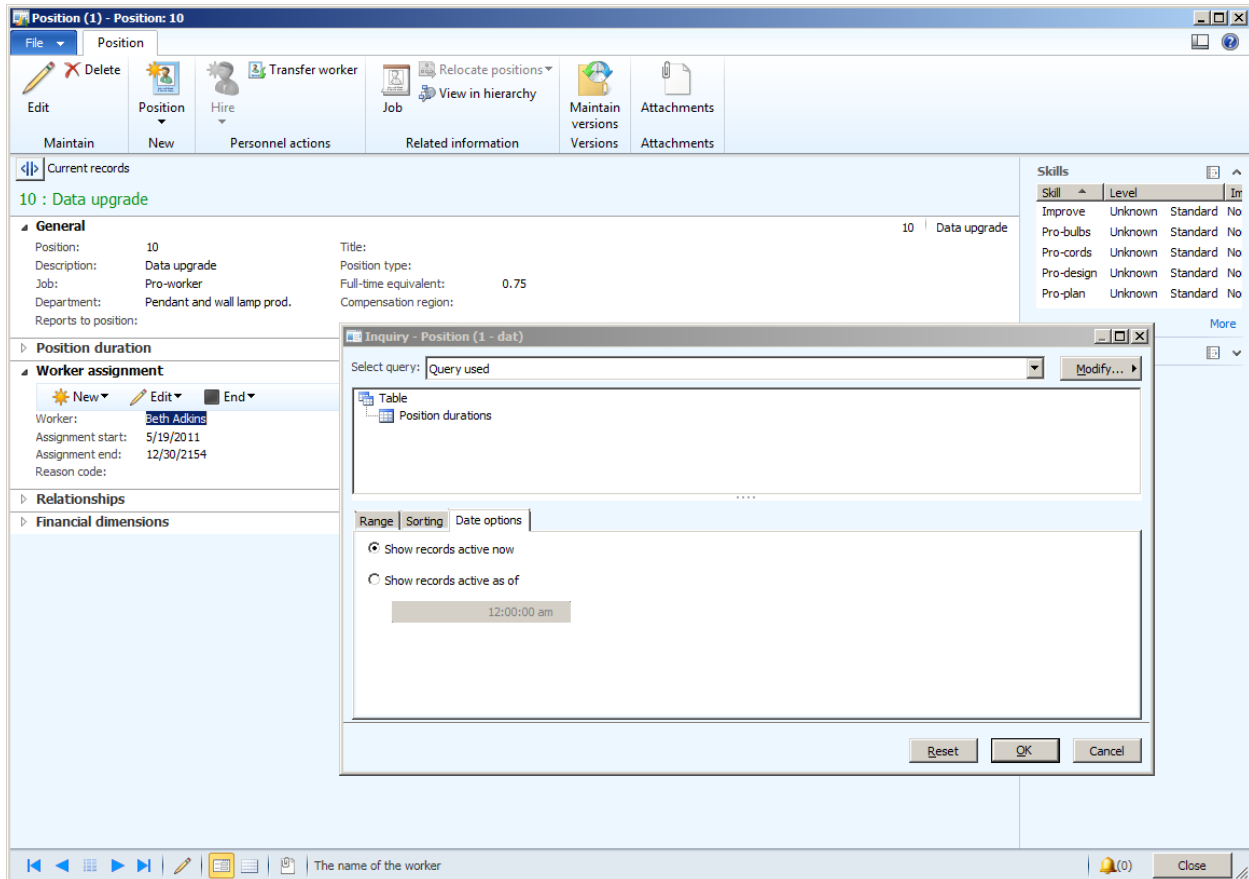 Position (1) - Position: 10
File Position
Delete Transfer worker Relocate positions
View in hierarchy
Edit Position Hire Job Maintain versions Attachments
Maintain New Personnel actions Related information Versions Attachments
Current records
10 : Data upgrade
General 10 Data upgrade
Position: 10 Title:
Description: Data upgrade Position type:
Job: Pro-worker Full-time equivalent: 0.75
Department: Pendant and wall lamp prod. Compensation region:
Reports to position:
Position duration
Worker assignment
New Edit End
Worker: Beth Adkins
Assignment start: 5/19/2011
Assignment end: 12/30/2154
Reason code:
Relationships
Financial dimensions
Skills
Skill Level Im
Improve Unknown Standard No
Pro-bulbs Unknown Standard No
Pro-cords Unknown Standard No
Pro-design Unknown Standard No
Pro-plan Unknown Standard No
More
Inquiry - Position (1 - dat)
Select query: Query used Modify...
Table
Position durations
Range Sorting Date options
Show records active now
Show records active as of
12:00:00 am
Reset OK Cancel
The name of the worker (0) Close